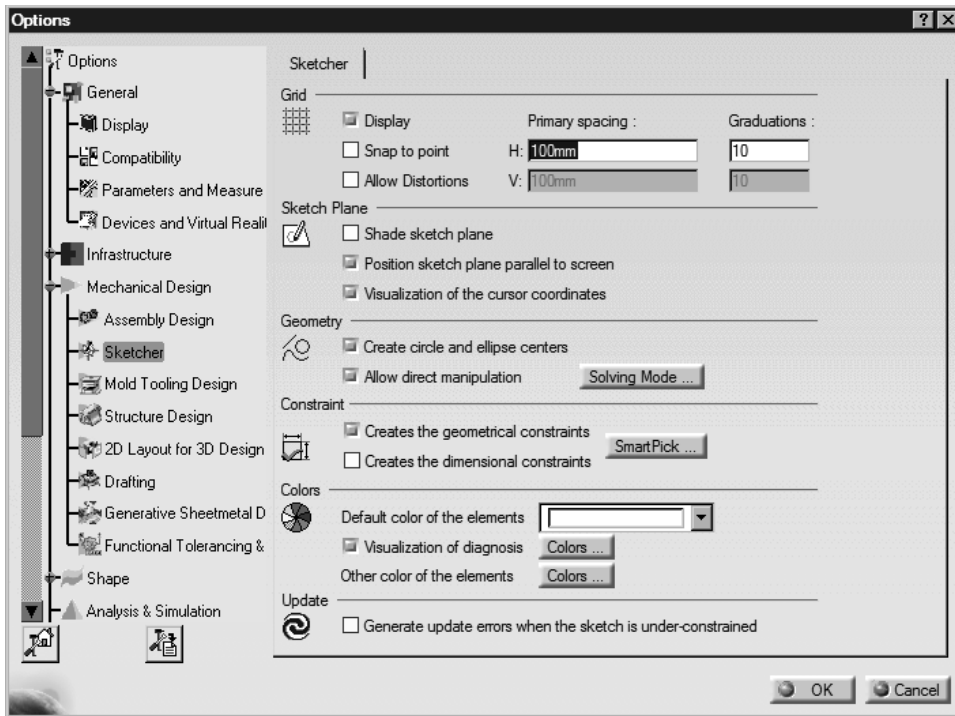 Options
? X
Options
General
Display
Compatibility
Parameters and Measure
Devices and Virtual Reali
Infrastructure
Mechanical Design
Assembly Design
Sketcher
Mold Tooling Design
Structure Design
2D Layout for 3D Design
Drafting
Generative Sheetmetal D
Functional Tolerancing &
Shape
Analysis & Simulation
Sketcher
Grid
Display Primary spacing : Graduations :
Snap to point H: 100mm 10
Allow Distortions V: 100mm 10
Sketch Plane
Shade sketch plane
Position sketch plane parallel to screen
Visualization of the cursor coordinates
Geometry
Create circle and ellipse centers
Allow direct manipulation Solving Mode ...
Constraint
Creates the geometrical constraints
SmartPick ...
Creates the dimensional constraints
Colors
Default color of the elements
Visualization of diagnosis Colors ...
Other color of the elements Colors ...
Update
Generate update errors when the sketch is under-constrained
OK Cancel